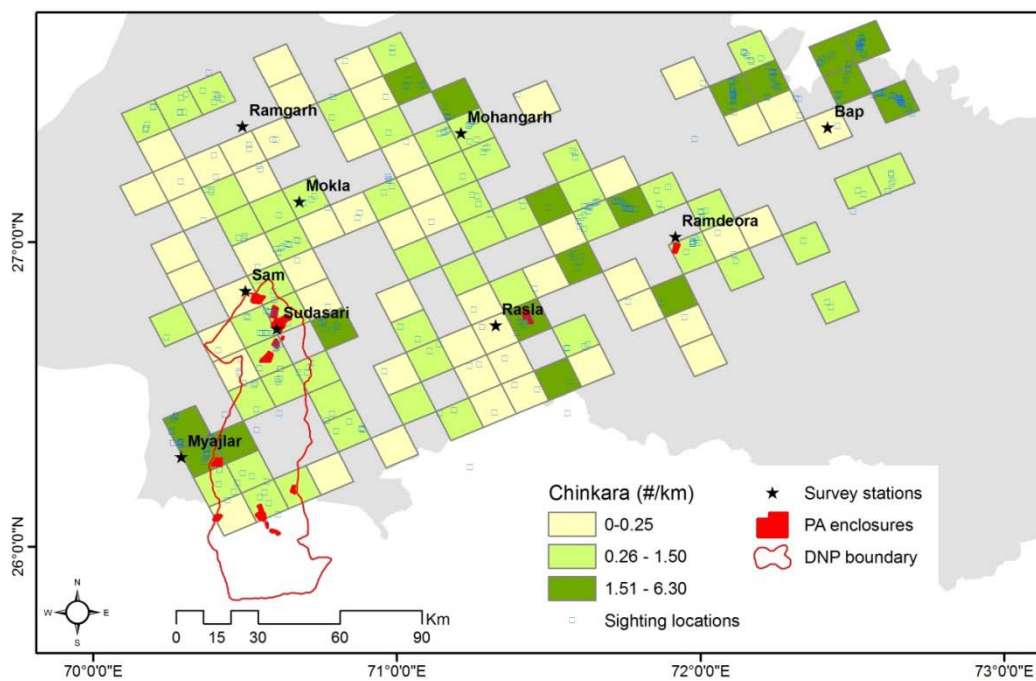 Ramgarh
Mohangarh
Bap
Mokla
Ramdeora
Sam
Sudasari
Rasla
Myajlar
27°0'0"N
26°0'0"N
Chinkara (#/km)
0-0.25
0.26 - 1.50
1.51 - 6.30
Sighting locations
Survey stations
PA enclosures
DNP boundary
N
W E
S
Km
0 15 30 60 90
70°0'0"E 71°0'0"E 72°0'0"E 73°0'0"E